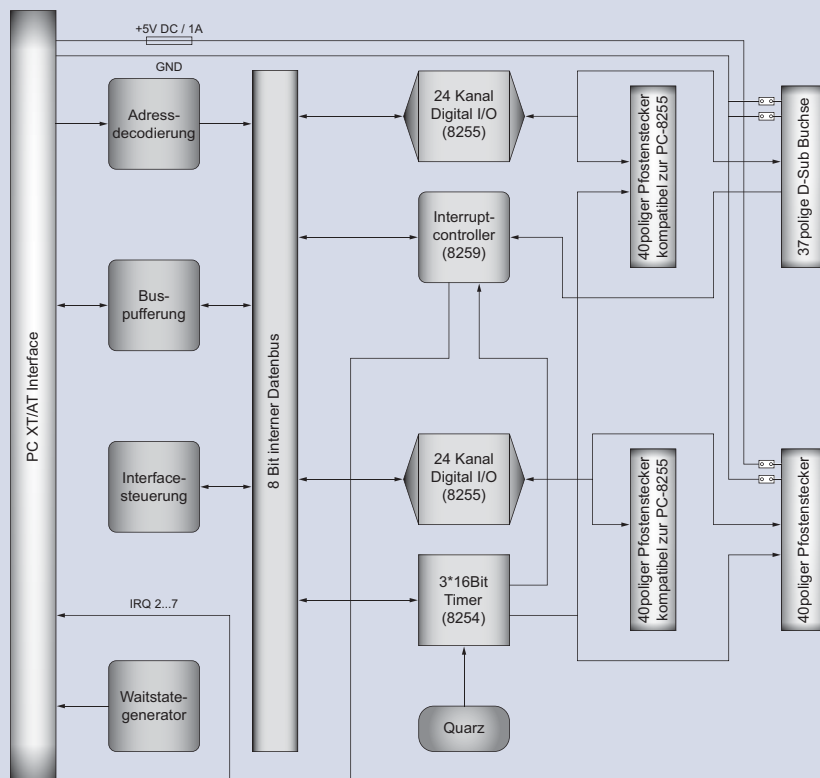 +5V DC / 1A
GND
PC XT/AT Interface
Adress-
decodierung
Bus-
pufferung
Interface-
steuerung
IRQ 2...7
Waitstate-
generator
8 Bit interner Datenbus
24 Kanal
Digital I/O
(8255)
Interrupt-
controller
(8259)
24 Kanal
Digital I/O
(8255)
3*16Bit
Timer
(8254)
Quarz
40poliger Pfostenstecker
kompatibel zur PC-8255
37polige D-Sub Buchse
40poliger Pfostenstecker
kompatibel zur PC-8255
40poliger Pfostenstecker